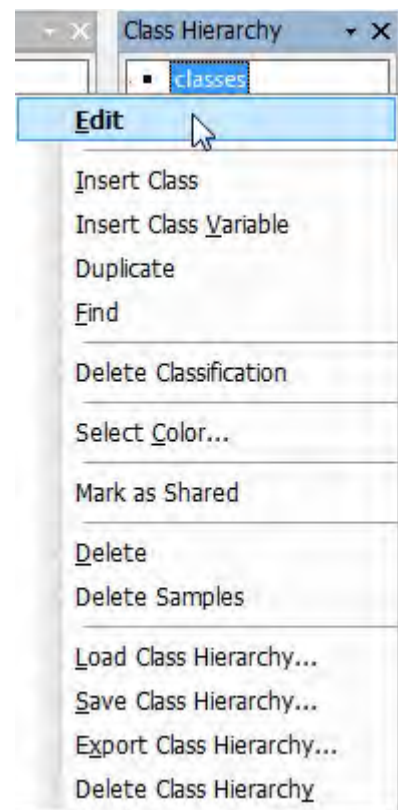 Class Hierarchy
classes
Edit
Insert Class
Insert Class Variable
Duplicate
Find
Delete Classification
Select Color...
Mark as Shared
Delete
Delete Samples
Load Class Hierarchy...
Save Class Hierarchy...
Export Class Hierarchy...
Delete Class Hierarchy